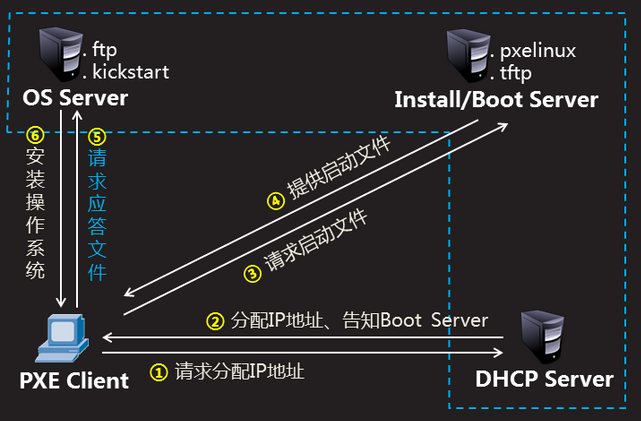 . ftp
. kickstart
OS Server
. pxelinux
. tftp
Install/Boot Server
⑥
安装操作系统
⑤
请求应答文件
④ 提供启动文件
③ 请求启动文件
② 分配IP地址、告知Boot Server
① 请求分配IP地址
PXE Client
DHCP Server